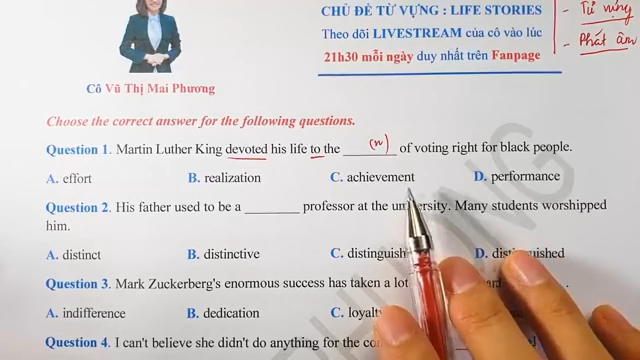 CHỦ ĐỀ TỪ VỰNG : LIFE STORIES
Theo dõi LIVESTREAM của cô vào lúc
21h30 mỗi ngày duy nhất trên Fanpage
- Từ vựng
- Phát âm
Cô Vũ Thị Mai Phương
Choose the correct answer for the following questions.
Question 1. Martin Luther King devoted his life to the ________ (n) of voting right for black people.
A. effort B. realization C. achievement D. performance
Question 2. His father used to be a ________ professor at the university. Many students worshipped
him.
A. distinct B. distinctive C. distinguish D. distinguished
Question 3. Mark Zuckerberg's enormous success has taken a lot
A. indifference B. dedication C. loyalty
Question 4. I can't believe she didn't do anything for the